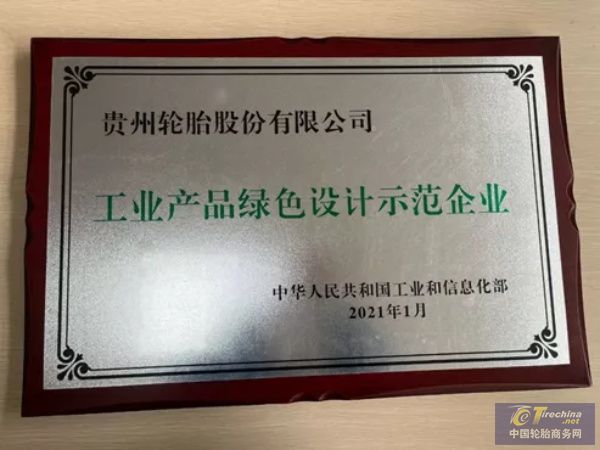 贵州轮胎股份有限公司
工业产品绿色设计示范企业
中华人民共和国工业和信息化部
2021年1月
Tirechina
.net
中国轮胎商务网